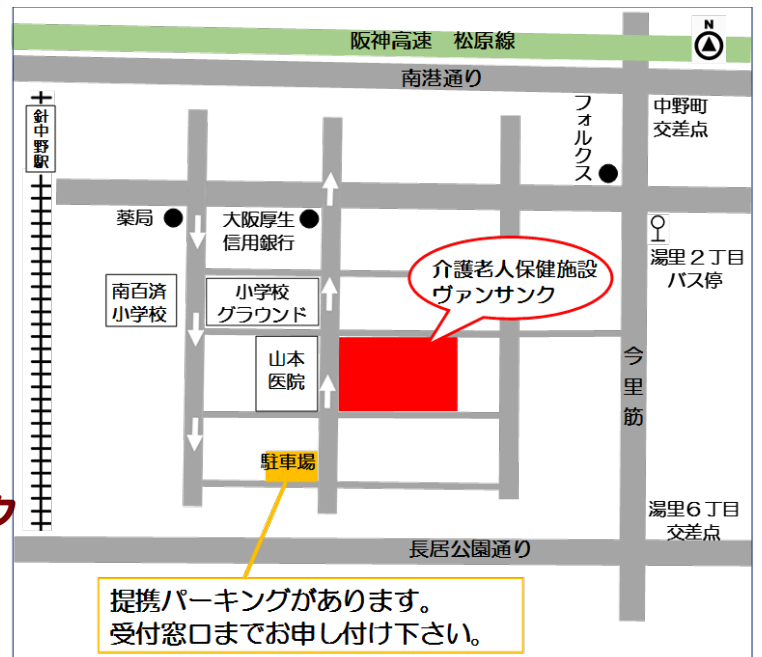 阪神高速　松原線
N
南港通り
針中野駅
フォルクス
中野町
交差点
薬局
大阪厚生
信用銀行
湯里２丁目
バス停
介護老人保健施設
ヴァンサンク
南百済
小学校
小学校
グラウンド
山本
医院
今里筋
駐車場
湯里６丁目
交差点
長居公園通り
提携パーキングがあります。
受付窓口までお申し付け下さい。